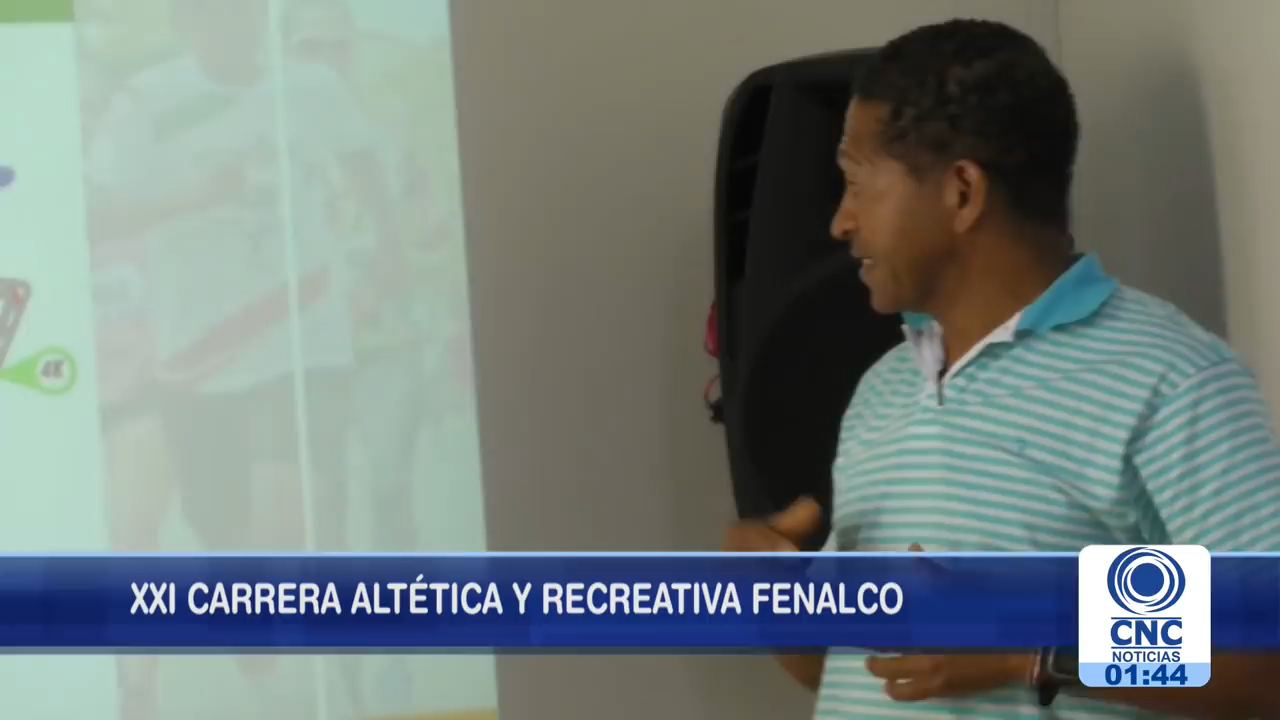 4K
XXI CARRERA ALTÉTICA Y RECREATIVA FENALCO
CNC
NOTICIAS
01:44